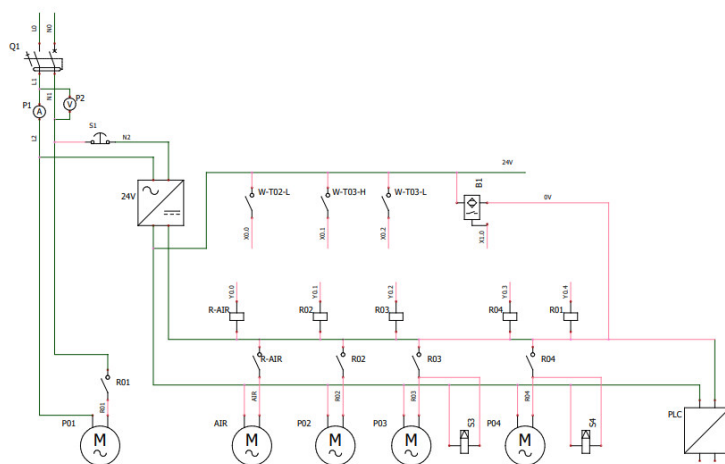 L0
N0
Q1
L1
N1
P1
A
V
P2
L2
S1
N2
24V
24V
W-T02-L
W-T03-H
W-T03-L
B1
0V
X0.0
X0.1
X0.2
X1.0
Y0.0
Y0.1
Y0.2
Y0.3
Y0.4
R-AIR
R02
R03
R04
R01
R-AIR
R02
R03
R04
R01
R01
AIR
R02
R03
R04
P01
M
AIR
M
P02
M
P03
M
S3
P04
M
S4
PLC